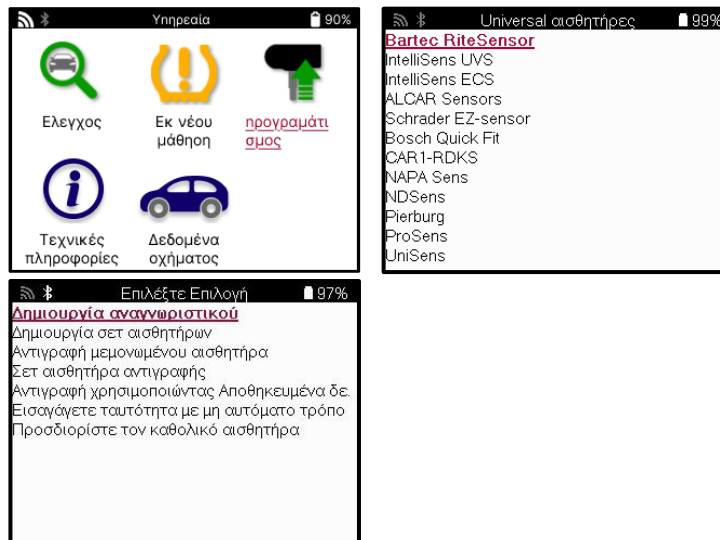 Υπηρεαία
90%
Ελεγχος
Εκ νέου
μάθηοη
προγραμάτι
σμος
Τεχνικές
πληροφορίες
Δεδομένα
οχήματος
Universal αισθητήρες
99%
Bartec RiteSensor
IntelliSens UVS
IntelliSens ECS
ALCAR Sensors
Schrader EZ-sensor
Bosch Quick Fit
CAR1-RDKS
NAPA Sens
NDSens
Pierburg
ProSens
UniSens
Επιλέξτε Επιλογή
97%
Δημιουργία αναγνωριστικού
Δημιουργία σετ αισθητήρων
Αντιγραφή μεμονωμένου αισθητήρα
Σετ αισθητήρα αντιγραφής
Αντιγραφή χρησιμοποιώντας Αποθηκευμένα δε.
Εισαγάγετε ταυτότητα με μη αυτόματο τρόπο
Προσδιορίστε τον καθολικό αισθητήρα